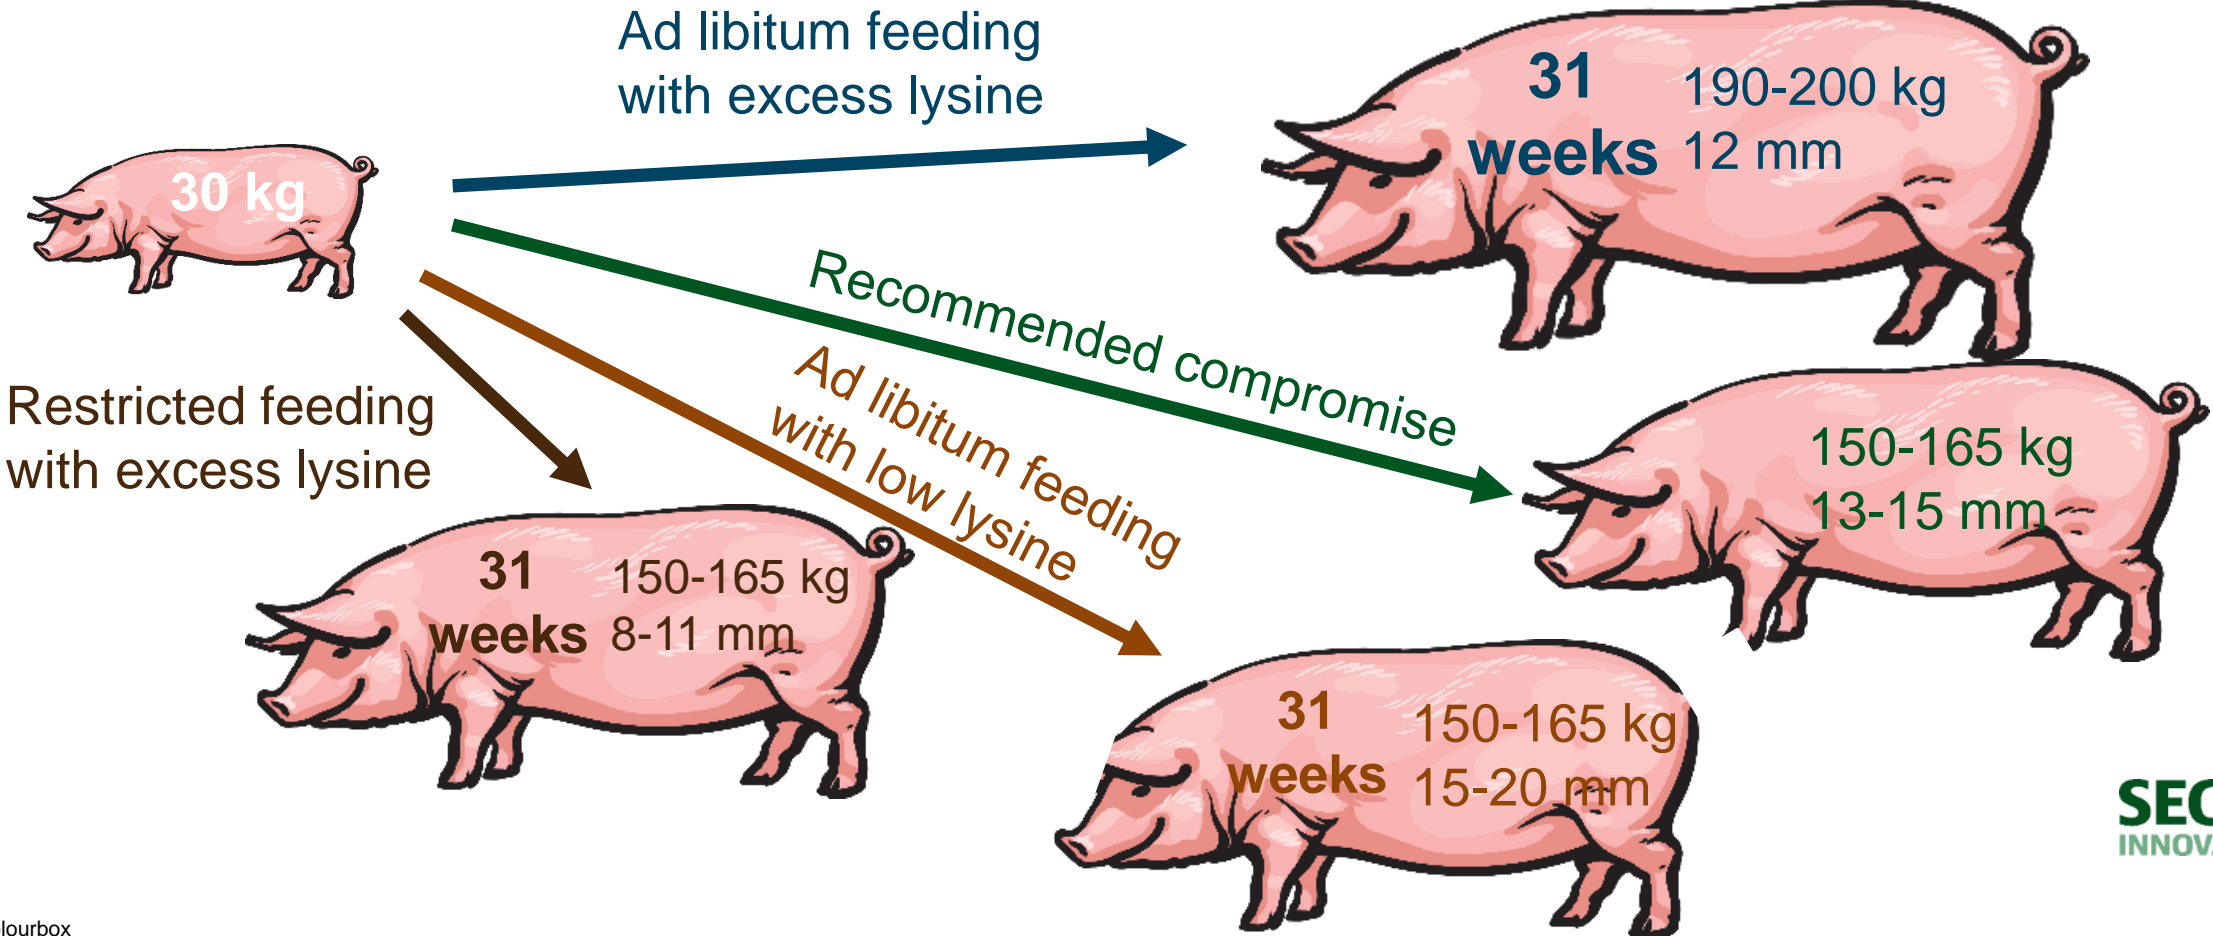 Ad libitum feeding
with excess lysine
30 kg
31
weeks
190-200 kg
12 mm
Recommended compromise
150-165 kg
13-15 mm
Ad libitum feeding
with low lysine
31
weeks
150-165 kg
15-20 mm
Restricted feeding
with excess lysine
31
weeks
150-165 kg
8-11 mm